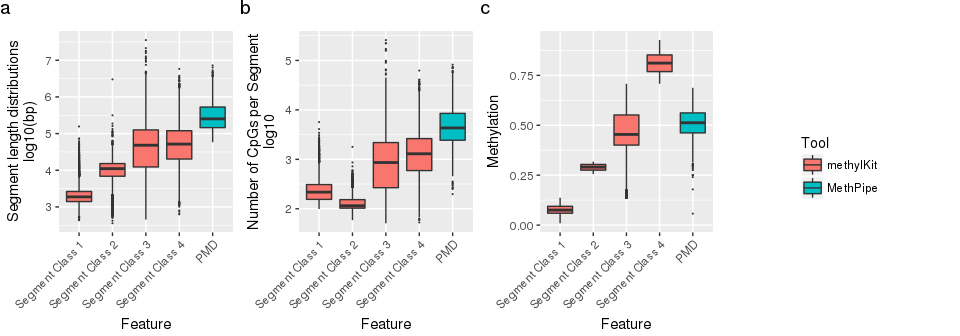 a
Segment length distributions
log10(bp)
7
6
5
4
3
Segment Class 1
Segment Class 2
Segment Class 3
Segment Class 4
PMD
Feature
b
Number of CpGs per Segment
log10
5
4
3
2
Segment Class 1
Segment Class 2
Segment Class 3
Segment Class 4
PMD
Feature
c
Methylation
0.75
0.50
0.25
0.00
Segment Class 1
Segment Class 2
Segment Class 3
Segment Class 4
PMD
Feature
Tool
methylKit
MethPipe